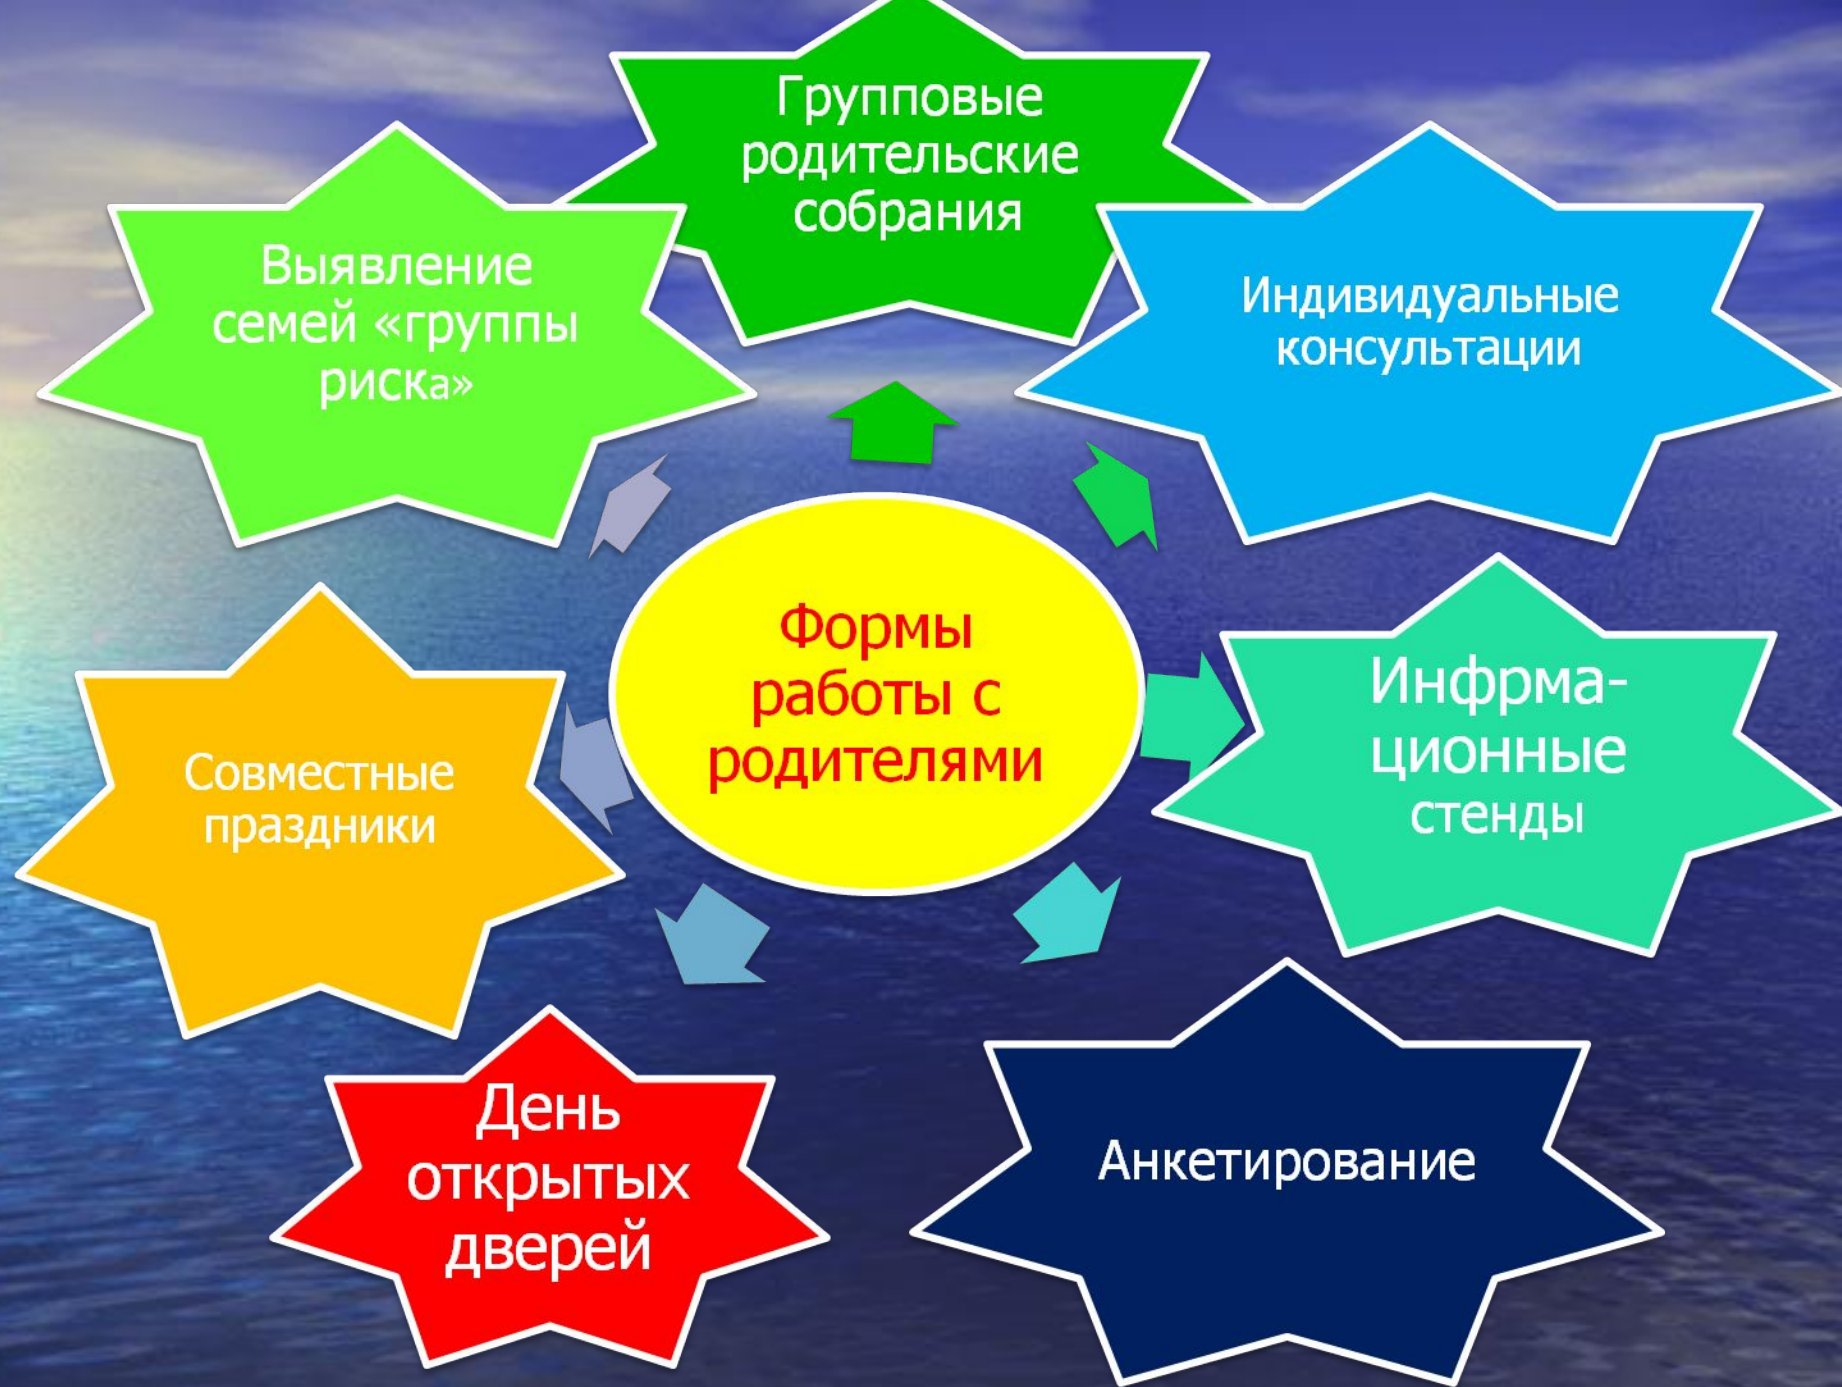 Групповые
родительские
собрания
Выявление
семей «группы
риска»
Индивидуальные
консультации
Формы
работы с
родителями
Инфрма-
ционные
стенды
Совместные
праздники
День
открытых
дверей
Анкетирование